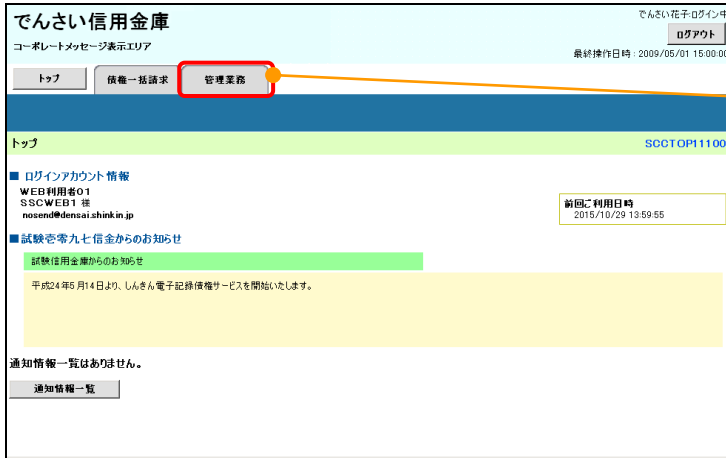 でんさい信用金庫
でんさい花子:ログイン中
コーポレートメッセージ表示エリア
ログアウト
最終操作日時 : 2009/05/01 15:00:00
トップ
債権一括請求
管理業務
トップ
SCCTOP11100
■ ログインアカウント情報
WEB利用者01
SSCWEB1 様
nosend@densai.shinkin.jp
前回ご利用日時
2015/10/29 13:59:55
■試験壱零九七信金からのお知らせ
試験信用金庫からのお知らせ
平成24年5月14日より、しんきん電子記録債権サービスを開始いたします。
通知情報一覧はありません。
通知情報一覧